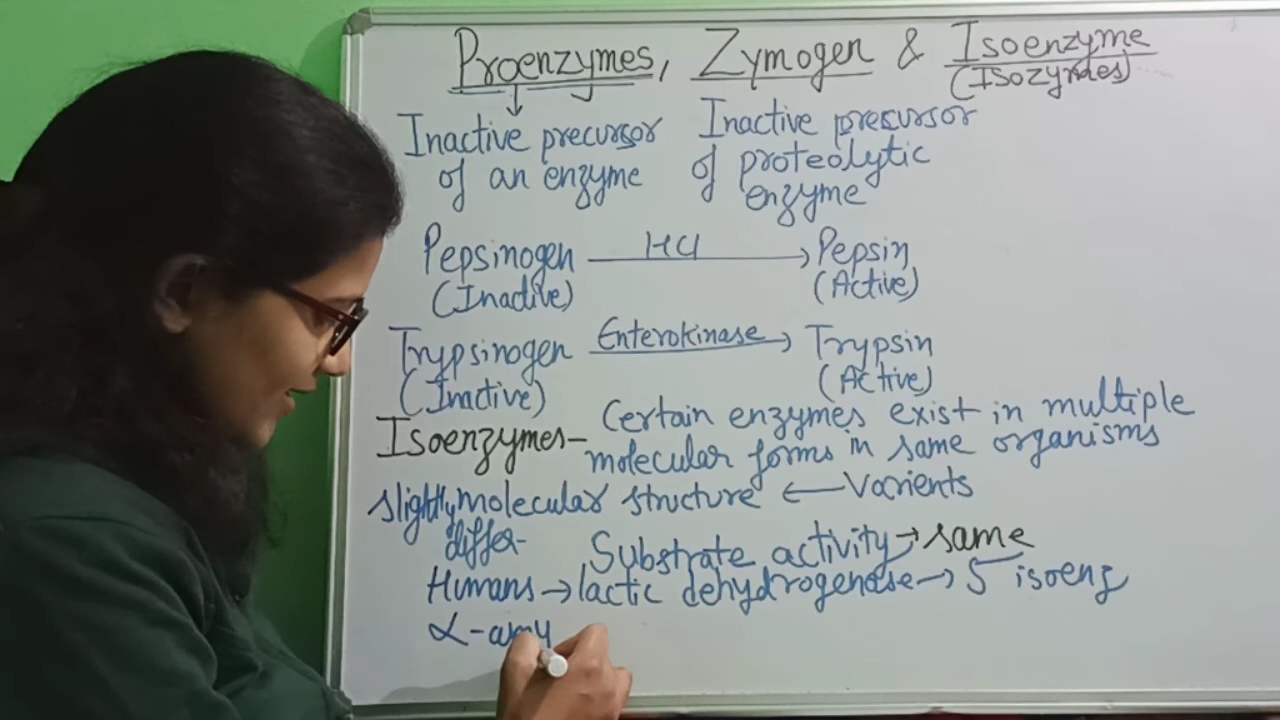 Proenzymes, Zymogen & Isoenzyme
(Isozymes)
Inactive precursor
of an enzyme
Inactive precursor
of proteolytic
enzyme
Pepsinogen HCl Pepsin
(Inactive) (Active)
Trypsinogen Enterokinase Trypsin
(Inactive) (Active)
Isoenzymes- Certain enzymes exist in multiple
molecular forms in same organisms
slightly molecular structure ← Varients
differ-
Substrate activity → same
Humans → lactic dehydrogenase → 5 isoenz
α-amy